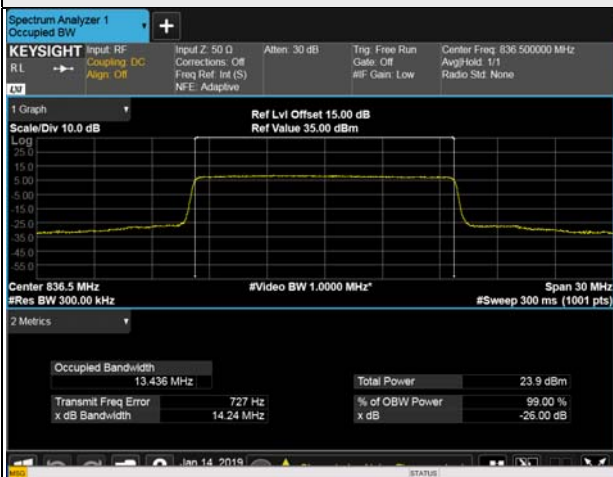 Spectrum Analyzer 1
Occupied BW
+
KEYSIGHT Input: RF Input Z: 50 Ω Atten: 30 dB Trig: Free Run Center Freq: 836.500000 MHz
RL Coupling: DC Corrections: Off Gate: Off Avg|Hold: 1/1
Align: Off Freq Ref: Int (S) #IF Gain: Low Radio Std: None
LXI NFE: Adaptive
1 Graph
Ref Lvl Offset 15.00 dB
Scale/Div 10.0 dB Ref Value 35.00 dBm
Log
25.0
15.0
5.00
-5.00
-15.0
-25.0
-35.0
-45.0
-55.0
Center 836.5 MHz #Video BW 1.0000 MHz* Span 30 MHz
#Res BW 300.00 kHz #Sweep 300 ms (1001 pts)
2 Metrics
Occupied Bandwidth
13.436 MHz Total Power 23.9 dBm
Transmit Freq Error 727 Hz % of OBW Power 99.00 %
x dB Bandwidth 14.24 MHz x dB -26.00 dB
Jan 14, 2019
MSG STATUS